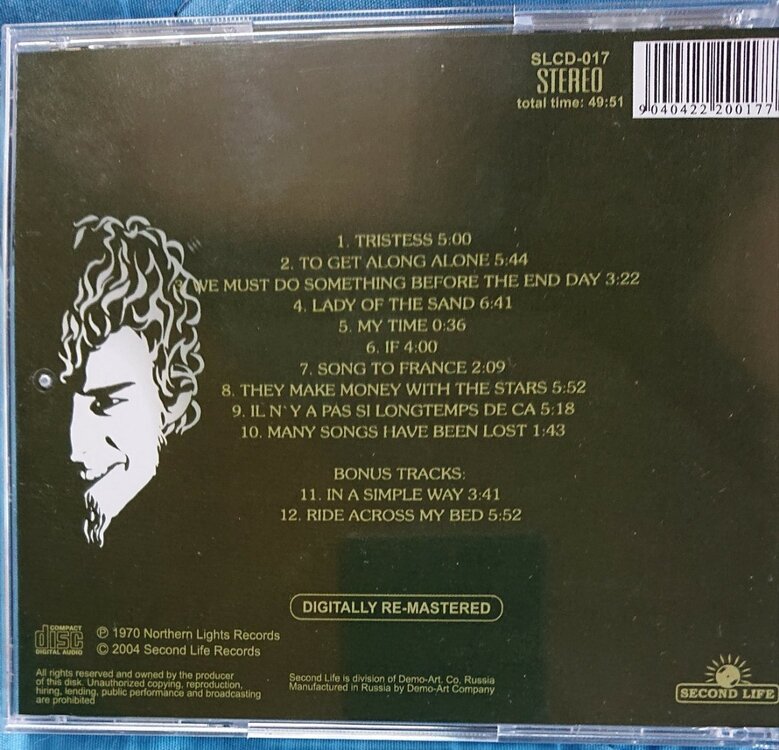 SLCD-017
STEREO
total time: 49:51
9 040422 200177
1. TRISTESS 5:00
2. TO GET ALONG ALONE 5:44
3. WE MUST DO SOMETHING BEFORE THE END DAY 3:22
4. LADY OF THE SAND 6:41
5. MY TIME 0:36
6. IF 4:00
7. SONG TO FRANCE 2:09
8. THEY MAKE MONEY WITH THE STARS 5:52
9. IL N`Y A PAS SI LONGTEMPS DE CA 5:18
10. MANY SONGS HAVE BEEN LOST 1:43
BONUS TRACKS:
11. IN A SIMPLE WAY 3:41
12. RIDE ACROSS MY BED 5:52
DIGITALLY RE-MASTERED
COMPACT
disc
DIGITAL AUDIO
℗ 1970 Northern Lights Records
© 2004 Second Life Records
All rights reserved and owned by the producer
of this disk. Unauthorized copying, reproduction,
hiring, lending, public performance and broadcasting
are prohibited
Second Life is division of Demo-Art. Co. Russia
Manufactured in Russia by Demo-Art Company
SECOND LIFE